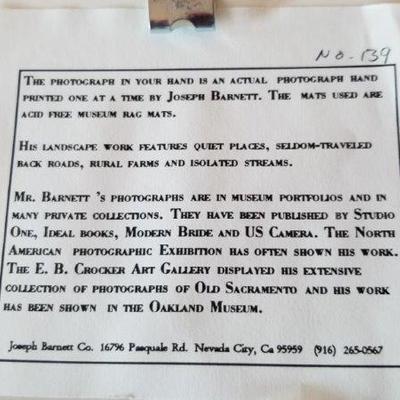 No. 139
The photograph in your hand is an actual photograph hand
printed one at a time by Joseph Barnett. The mats used are
acid free museum rag mats.
His landscape work features quiet places, seldom-traveled
back roads, rural farms and isolated streams.
Mr. Barnett 's photographs are in museum portfolios and in
many private collections. They have been published by Studio
One, Ideal books, Modern Bride and US Camera. The North
American photographic Exhibition has often shown his work.
The E. B. Crocker Art Gallery displayed his extensive
collection of photographs of Old Sacramento and his work
has been shown in the Oakland Museum.
Joseph Barnett Co. 16796 Pasquale Rd. Nevada City, Ca 95959 (916) 265-0567